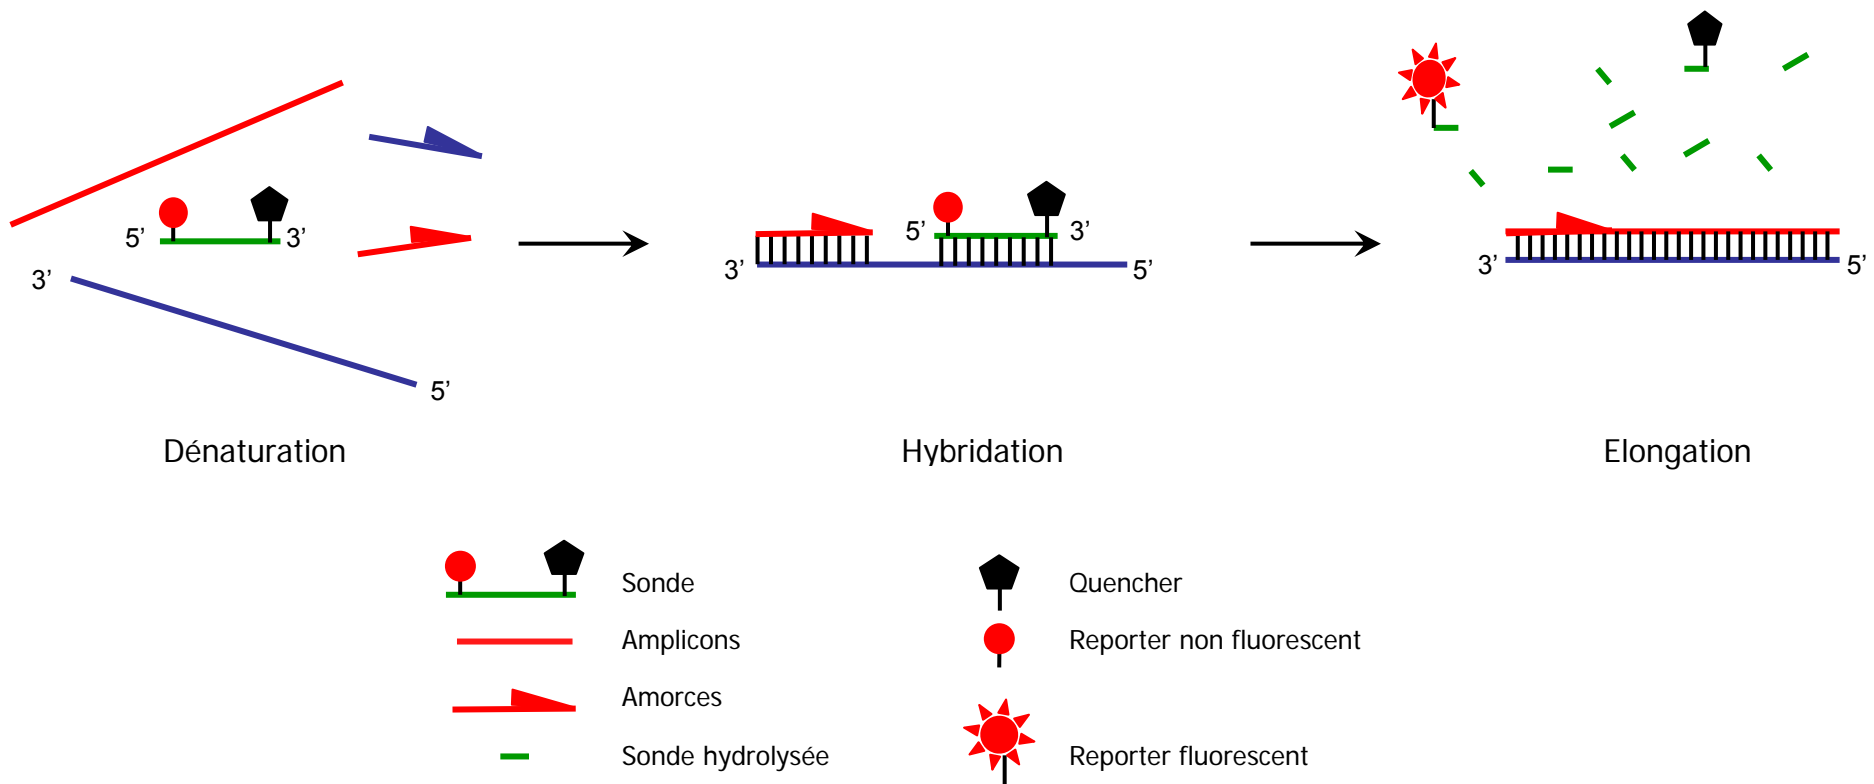 5’ 3’
3’
5’
5’ 3’
3’ 5’
3’ 5’
Dénaturation
Hybridation
Elongation
Sonde
Amplicons
Amorces
Sonde hydrolysée
Quencher
Reporter non fluorescent
Reporter fluorescent